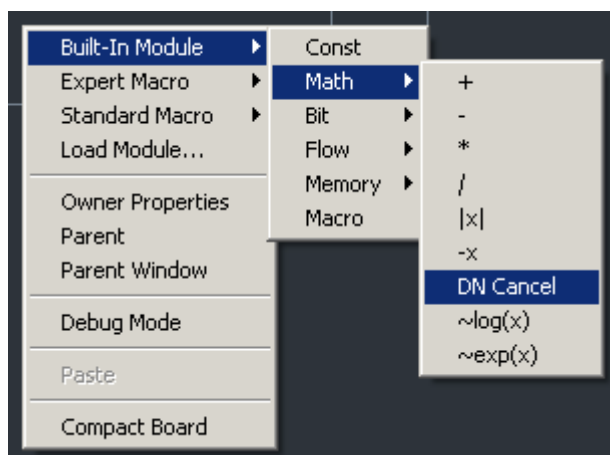 Built-In Module
Expert Macro
Standard Macro
Load Module...
Owner Properties
Parent
Parent Window
Debug Mode
Paste
Compact Board
Const
Math
Bit
Flow
Memory
Macro
+
-
*
/
|x|
-x
DN Cancel
~log(x)
~exp(x)